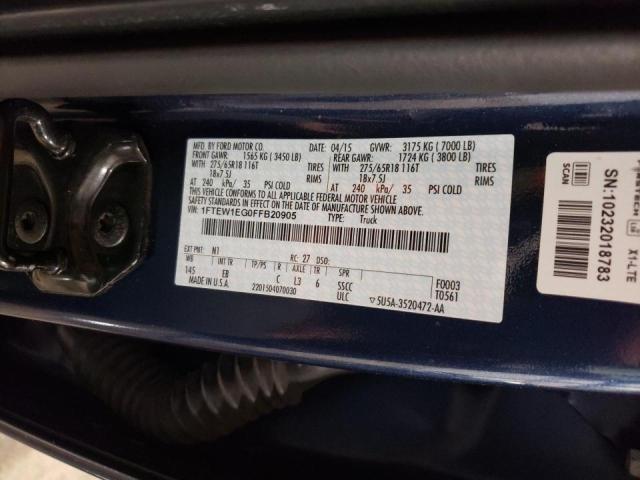 MFD. BY FORD MOTOR CO. DATE: 04/15 GVWR: 3175 KG ( 7000 LB)
FRONT GAWR: 1565 KG ( 3450 LB) REAR GAWR: 1724 KG ( 3800 LB)
275/65R18 116T TIRES 275/65R18 116T TIRES
18x7.5J RIMS 18x7.5J RIMS
AT 240 kPa/ 35 PSI COLD AT 240 kPa/ 35 PSI COLD
THIS VEHICLE CONFORMS TO ALL APPLICABLE FEDERAL MOTOR VEHICLE
SAFETY STANDARDS IN EFFECT ON THE DATE OF MANUFACTURE SHOWN ABOVE.
VIN: 1FTEW1EG0FFB20905 TYPE: Truck
EXT PNT: N1 RC: 27 DSO:
WB INT TR TP/PS R AXLE TR SPR
145 EB C L3 6 SSCC F0003
MADE IN U.S.A. 2201504070030 ULC T0561
5U5A-3520472-AA
SCAN
SN:10232018783
X1-LTE